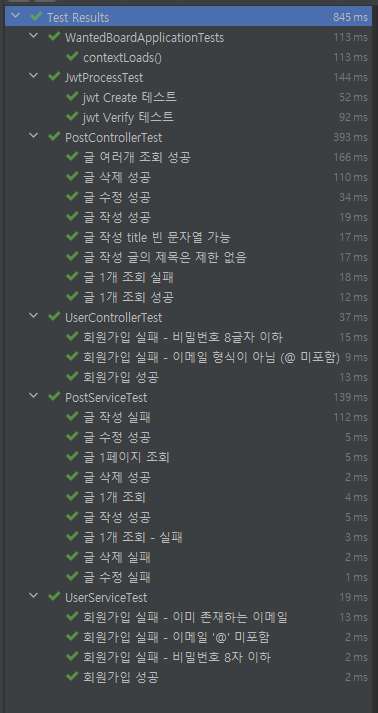 Test Results 845 ms
WantedBoardApplicationTests 113 ms
contextLoads() 113 ms
JwtProcessTest 144 ms
jwt Create 테스트 52 ms
jwt Verify 테스트 92 ms
PostControllerTest 393 ms
글 여러개 조회 성공 166 ms
글 삭제 성공 110 ms
글 수정 성공 34 ms
글 작성 성공 19 ms
글 작성 title 빈 문자열 가능 17 ms
글 작성 글의 제목은 제한 없음 17 ms
글 1개 조회 실패 18 ms
글 1개 조회 성공 12 ms
UserControllerTest 37 ms
회원가입 실패 - 비밀번호 8글자 이하 15 ms
회원가입 실패 - 이메일 형식이 아님 (@ 미포함) 9 ms
회원가입 성공 13 ms
PostServiceTest 139 ms
글 작성 실패 112 ms
글 수정 성공 5 ms
글 1페이지 조회 5 ms
글 삭제 성공 2 ms
글 1개 조회 4 ms
글 작성 성공 5 ms
글 1개 조회 - 실패 3 ms
글 삭제 실패 2 ms
글 수정 실패 1 ms
UserServiceTest 19 ms
회원가입 실패 - 이미 존재하는 이메일 13 ms
회원가입 실패 - 이메일 '@' 미포함 2 ms
회원가입 실패 - 비밀번호 8자 이하 2 ms
회원가입 성공 2 ms